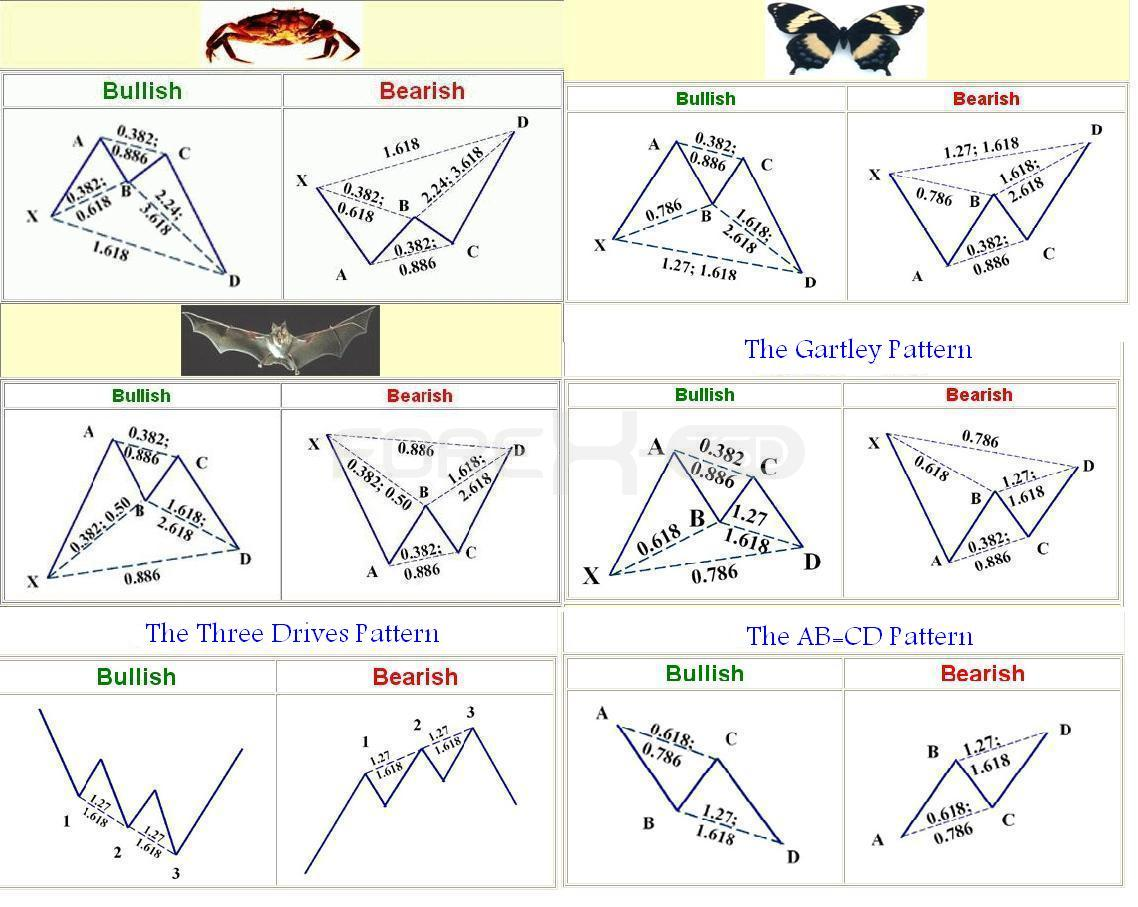 Bullish
Bearish
A
0.382;
0.886
C
0.382;
0.618
B
2.24;
3.618
X
1.618
D
D
1.618
X
0.382;
0.618
2.24; 3.618
B
0.382;
0.886
C
A
Bullish
Bearish
A
0.382;
0.886
C
0.786
B
1.618;
2.618
X
1.27; 1.618
D
D
1.27; 1.618
X
0.786
B
1.618;
2.618
0.382;
0.886
C
A
The Gartley Pattern
Bullish
Bearish
A
0.382;
0.886
C
0.382; 0.50
B
1.618;
2.618
D
X
0.886
X
0.886
D
0.382; 0.50
B
1.618;
2.618
0.382;
0.886
C
A
Bullish
Bearish
A
0.382
0.886
C
B
1.27
1.618
0.618
D
X
0.786
X
0.786
D
0.618
B
1.27;
1.618
0.382;
0.886
C
A
The Three Drives Pattern
Bullish
Bearish
1
1.27
1.618
2
1.27
1.618
3
1
1.27
1.618
2
1.27
1.618
3
The AB=CD Pattern
Bullish
Bearish
A
0.618;
0.786
C
B
1.27;
1.618
D
B
1.27;
1.618
D
0.618;
0.786
C
A